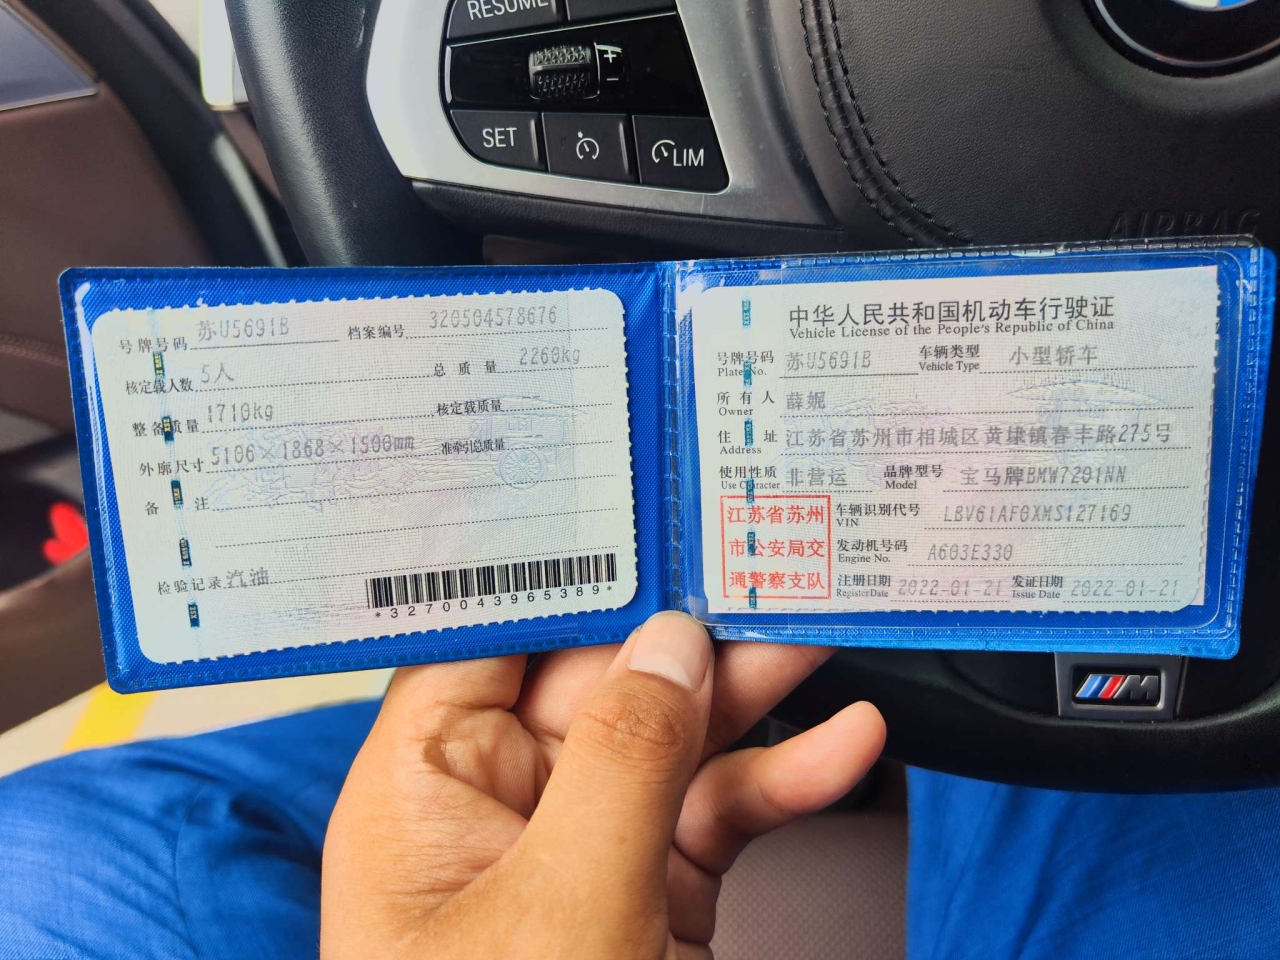 RESUME
+
−
SET
LIM
AIRBAG
号牌号码 苏U5691B 档案编号 320504578676
核定载人数 5人 总质量 2260kg
整备质量 1710kg 核定载质量
外廓尺寸 5106×1868×1500mm 准牵引总质量
备注
检验记录 汽油
*3270043965389*
中华人民共和国机动车行驶证
Vehicle License of the People's Republic of China
号牌号码 苏U5691B 车辆类型 小型轿车
Plate No. Vehicle Type
所有人 薛妮
Owner
住址 江苏省苏州市相城区黄埭镇春丰路275号
Address
使用性质 非营运 品牌型号 宝马牌BMW7201NN
Use Character Model
江苏省苏州
市公安局交
通警察支队
车辆识别代号 LBV61AF0XMS127169
VIN
发动机号码 A603E330
Engine No.
注册日期 2022-01-21 发证日期 2022-01-21
Register Date Issue Date
M